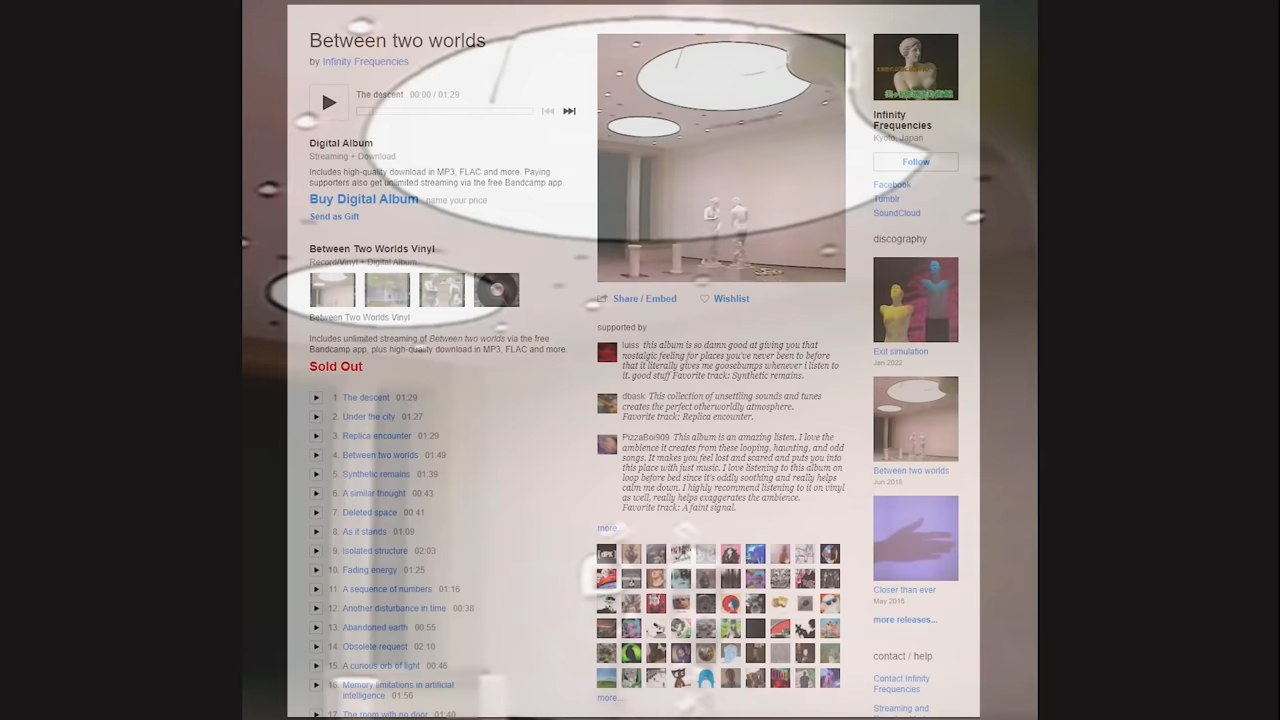 Between two worlds
by Infinity Frequencies
The descent 00:00 / 01:29
Digital Album
Streaming + Download
Includes high-quality download in MP3, FLAC and more. Paying
supporters also get unlimited streaming via the free Bandcamp app.
Buy Digital Album name your price
Send as Gift
Between Two Worlds Vinyl
Record/Vinyl + Digital Album
Between Two Worlds Vinyl
Includes unlimited streaming of Between two worlds via the free
Bandcamp app, plus high-quality download in MP3, FLAC and more.
Sold Out
1. The descent 01:29
2. Under the city 01:27
3. Replica encounter 01:29
4. Between two worlds 01:49
5. Synthetic remains 01:39
6. A similar thought 00:43
7. Deleted space 00:41
8. As it stands 01:09
9. Isolated structure 02:03
10. Fading energy 01:25
11. A sequence of numbers 01:16
12. Another disturbance in time 00:38
13. Abandoned earth 00:55
14. Obsolete request 02:10
15. A curious orb of light 00:46
16. Memory limitations in artificial
intelligence 01:56
17. The room with no door 01:40
Share / Embed Wishlist
supported by
luiss this album is so damn good at giving you that
nostalgic feeling for places you've never been to before
that it literally gives me goosebumps whenever i listen to
it. good stuff Favorite track: Synthetic remains.
dbask This collection of unsettling sounds and tunes
creates the perfect otherworldly atmosphere.
Favorite track: Replica encounter.
PizzaBoi909 This album is an amazing listen. I love the
ambience it creates from these looping, haunting, and odd
songs. It makes you feel lost and scared and puts you into
this place with just music. I love listening to this album on
loop before bed since it's oddly soothing and really helps
calm me down. I highly recommend listening to it on vinyl
as well, really helps exaggerates the ambience.
Favorite track: A faint signal.
more...
more...
Infinity
Frequencies
Kyoto, Japan
Follow
Facebook
Tumblr
SoundCloud
discography
Exit simulation
Jan 2022
Between two worlds
Jun 2018
Closer than ever
May 2016
more releases...
contact / help
Contact Infinity
Frequencies
Streaming and